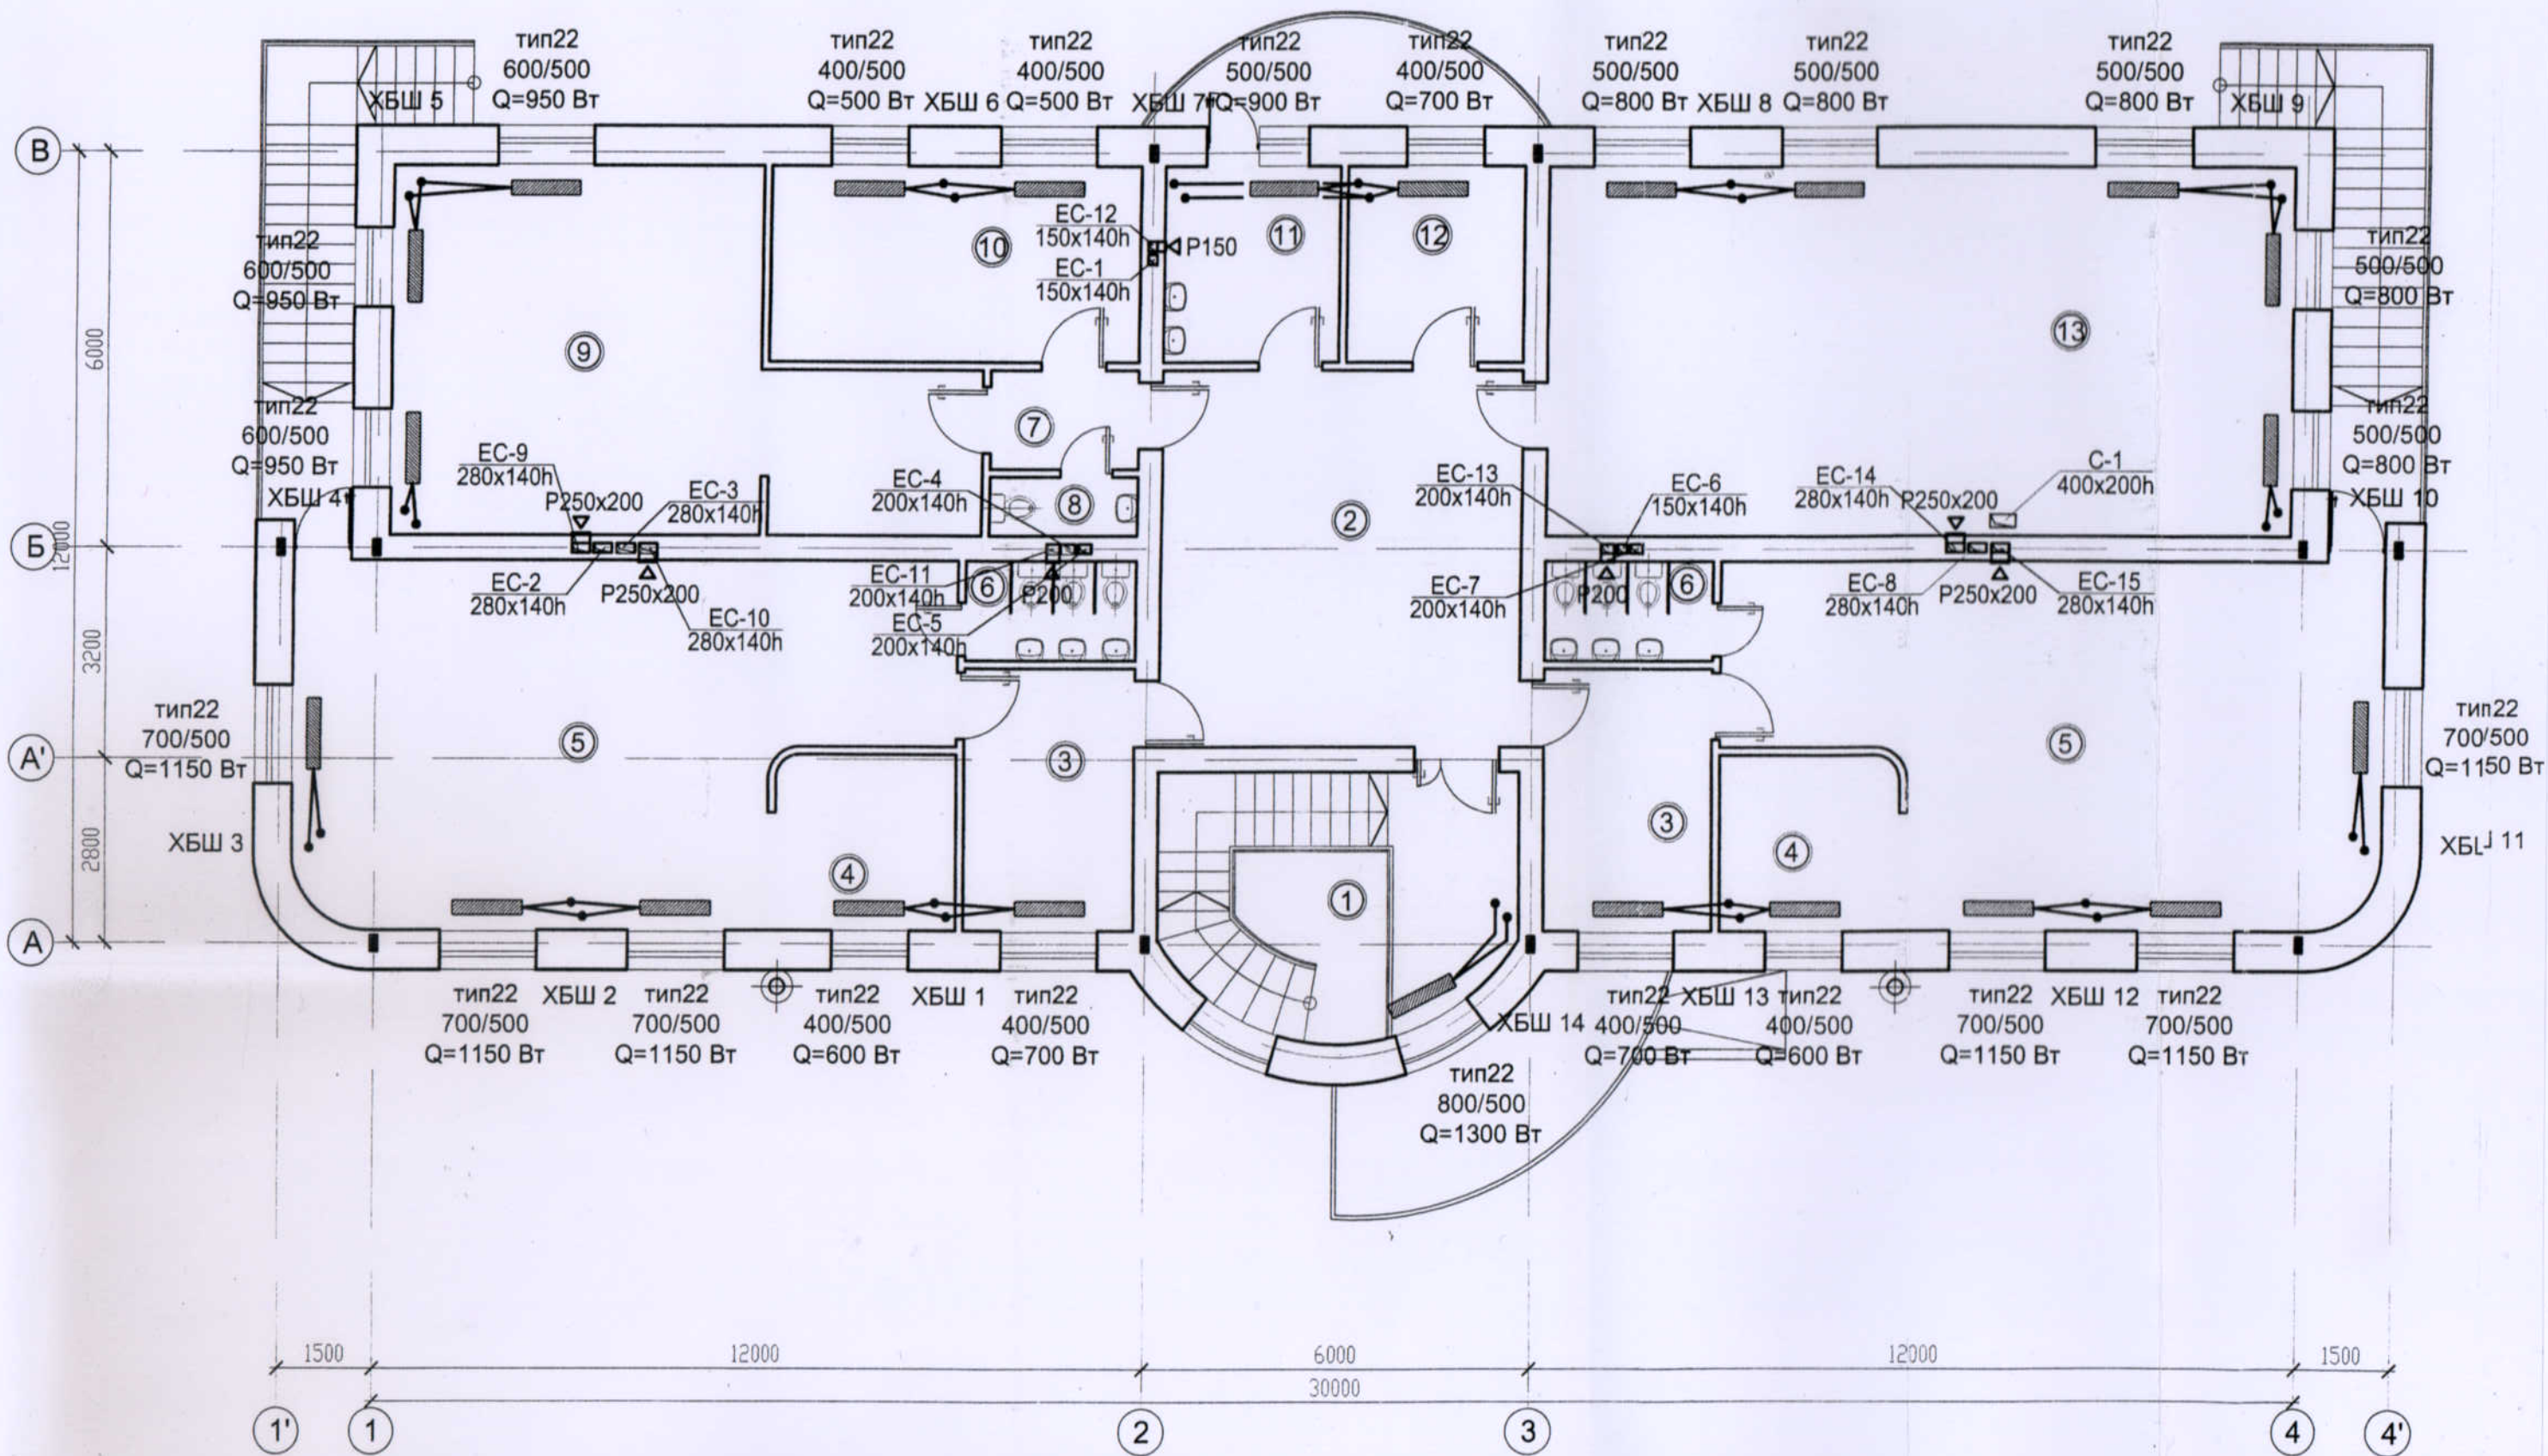 тип22
600/500
Q=950 Вт
тип22
400/500
Q=500 Вт
тип22
400/500
Q=500 Вт
тип22
500/500
Q=900 Вт
тип22
400/500
Q=700 Вт
тип22
500/500
Q=800 Вт
тип22
500/500
Q=800 Вт
тип22
500/500
Q=800 Вт
ХБШ 5
ХБШ 6
ХБШ 7
ХБШ 8
ХБШ 9
В
тип22
600/500
Q=950 Вт
ЕС-12
150x140h
P150
ЕС-1
150x140h
10
11
12
тип22
500/500
Q=800 Вт
9
13
6000
тип22
600/500
Q=950 Вт
ХБШ 4
7
тип22
500/500
Q=800 Вт
ХБШ 10
ЕС-9
280x140h
P250x200
ЕС-3
280x140h
ЕС-4
200x140h
8
2
ЕС-13
200x140h
ЕС-6
150x140h
ЕС-14
280x140h
P250x200
С-1
400x200h
Б
12000
ЕС-2
280x140h
P250x200
ЕС-10
280x140h
ЕС-11
200x140h
6
P200
ЕС-5
200x140h
ЕС-7
200x140h
P200
6
ЕС-8
280x140h
P250x200
ЕС-15
280x140h
3200
тип22
700/500
Q=1150 Вт
5
3
5
тип22
700/500
Q=1150 Вт
А'
2800
ХБШ 3
4
1
3
4
11
А
тип22
700/500
Q=1150 Вт
ХБШ 2
тип22
700/500
Q=1150 Вт
тип22
400/500
Q=600 Вт
ХБШ 1
тип22
400/500
Q=700 Вт
ХБШ 14
тип22
400/500
Q=700 Вт
ХБШ 13
тип22
400/500
Q=600 Вт
тип22
700/500
Q=1150 Вт
ХБШ 12
тип22
700/500
Q=1150 Вт
тип22
800/500
Q=1300 Вт
1500
12000
6000
12000
1500
30000
1'
1
2
3
4
4'